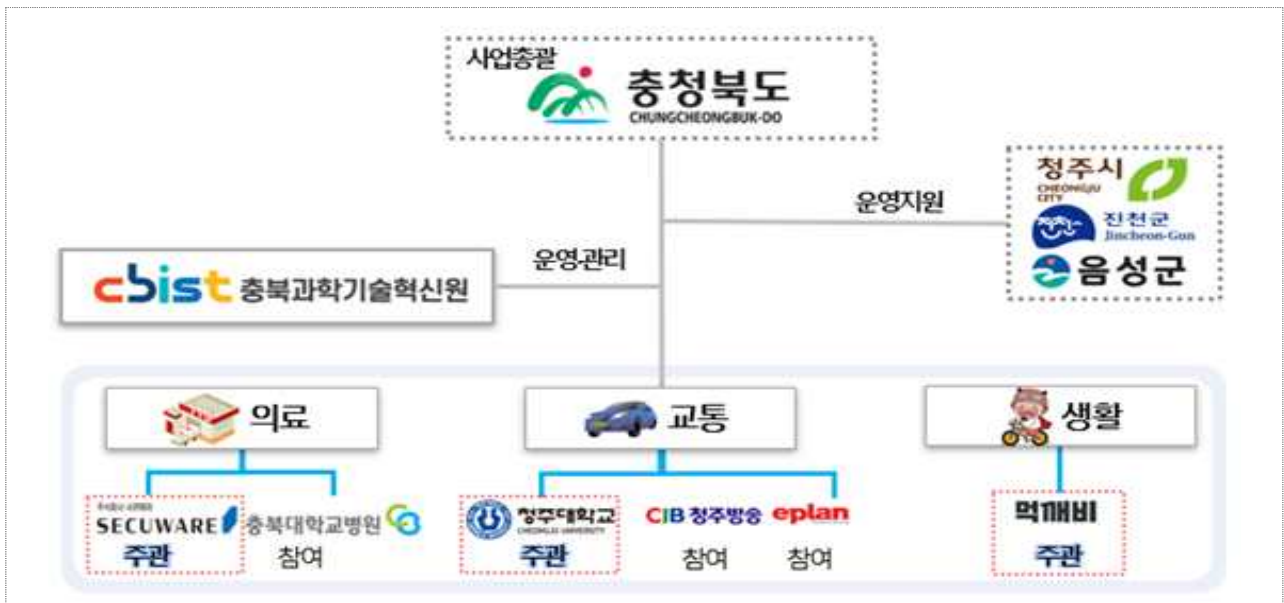 사업총괄
충청북도
CHUNGCHEONGBUK-DO
청주시
CHEONGJU
CITY
진천군
Jincheon-Gun
음성군
운영지원
운영·관리
cbist 충북과학기술혁신원
의료
교통
생활
SECUWARE
주관
충북대학교병원
참여
청주대학교
CHEONGJU UNIVERSITY
주관
CJB 청주방송
참여
eplan
참여
먹깨비
주관